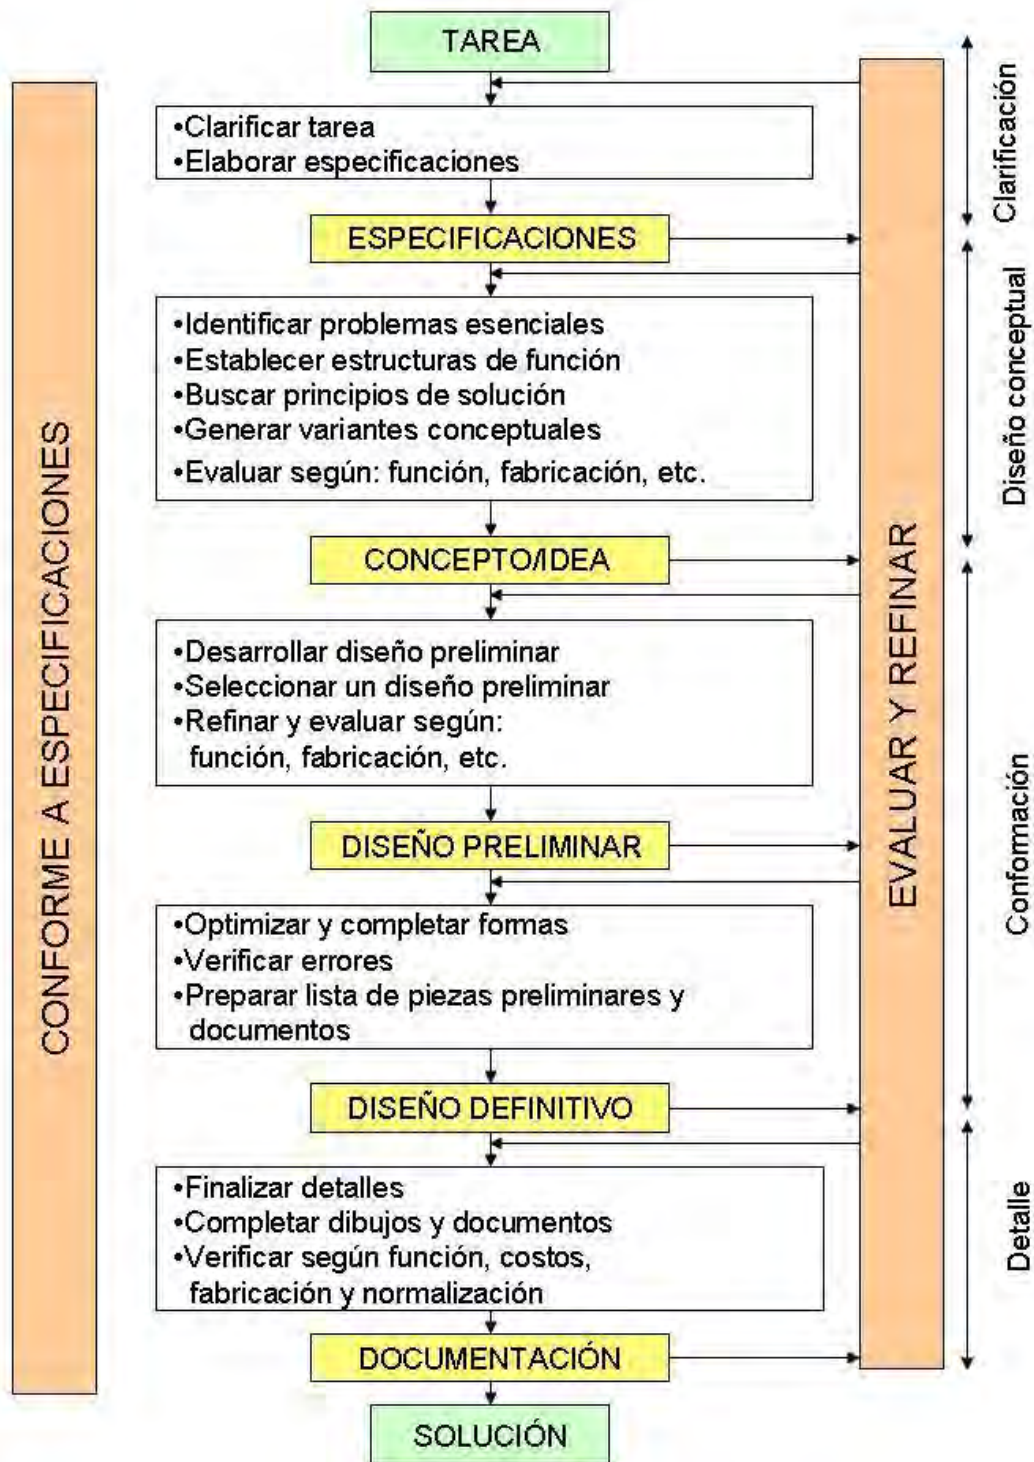 TAREA
•Clarificar tarea
•Elaborar especificaciones
ESPECIFICACIONES
•Identificar problemas esenciales
•Establecer estructuras de función
•Buscar principios de solución
•Generar variantes conceptuales
•Evaluar según: función, fabricación, etc.
CONCEPTO/IDEA
•Desarrollar diseño preliminar
•Seleccionar un diseño preliminar
•Refinar y evaluar según:
función, fabricación, etc.
DISEÑO PRELIMINAR
•Optimizar y completar formas
•Verificar errores
•Preparar lista de piezas preliminares y
documentos
DISEÑO DEFINITIVO
•Finalizar detalles
•Completar dibujos y documentos
•Verificar según función, costos,
fabricación y normalización
DOCUMENTACIÓN
SOLUCIÓN
CONFORME A ESPECIFICACIONES
EVALUAR Y REFINAR
Clarificación
Diseño conceptual
Conformación
Detalle